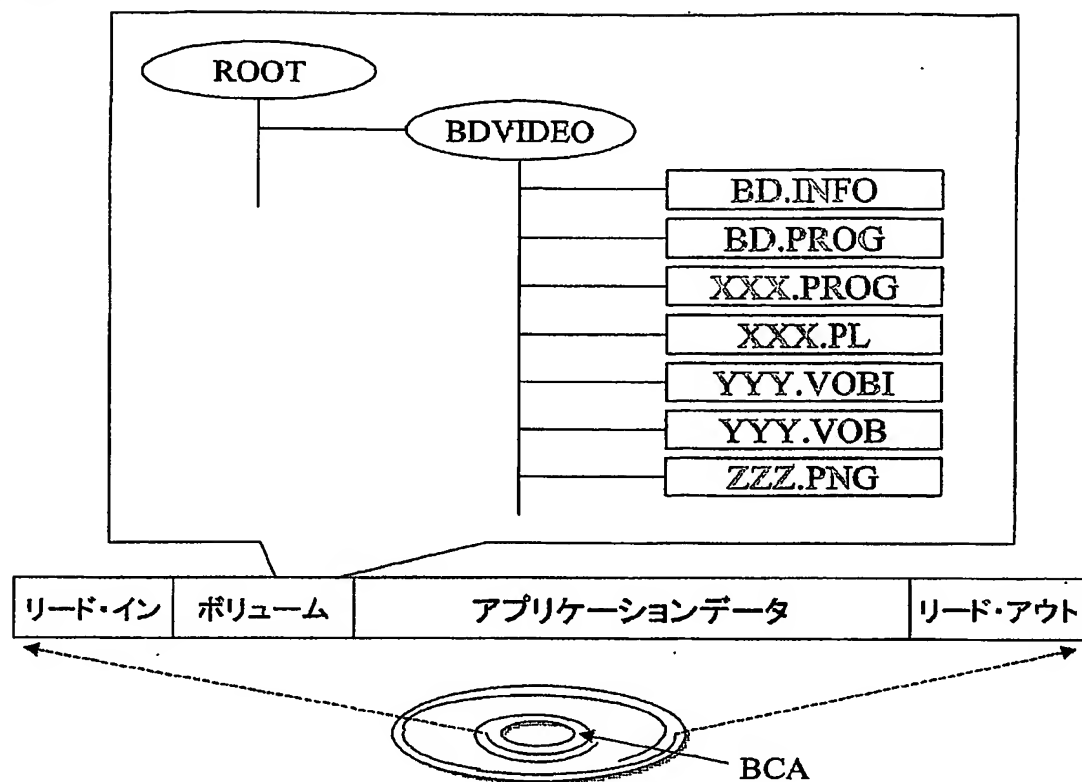 ROOT
BDVIDEO
BD.INFO
BD.PROG
XXX.PROG
XXX.PL
YYY.VOBI
YYY.VOB
ZZZ.PNG
リード・イン ボリューム アプリケーションデータ リード・アウト
BCA